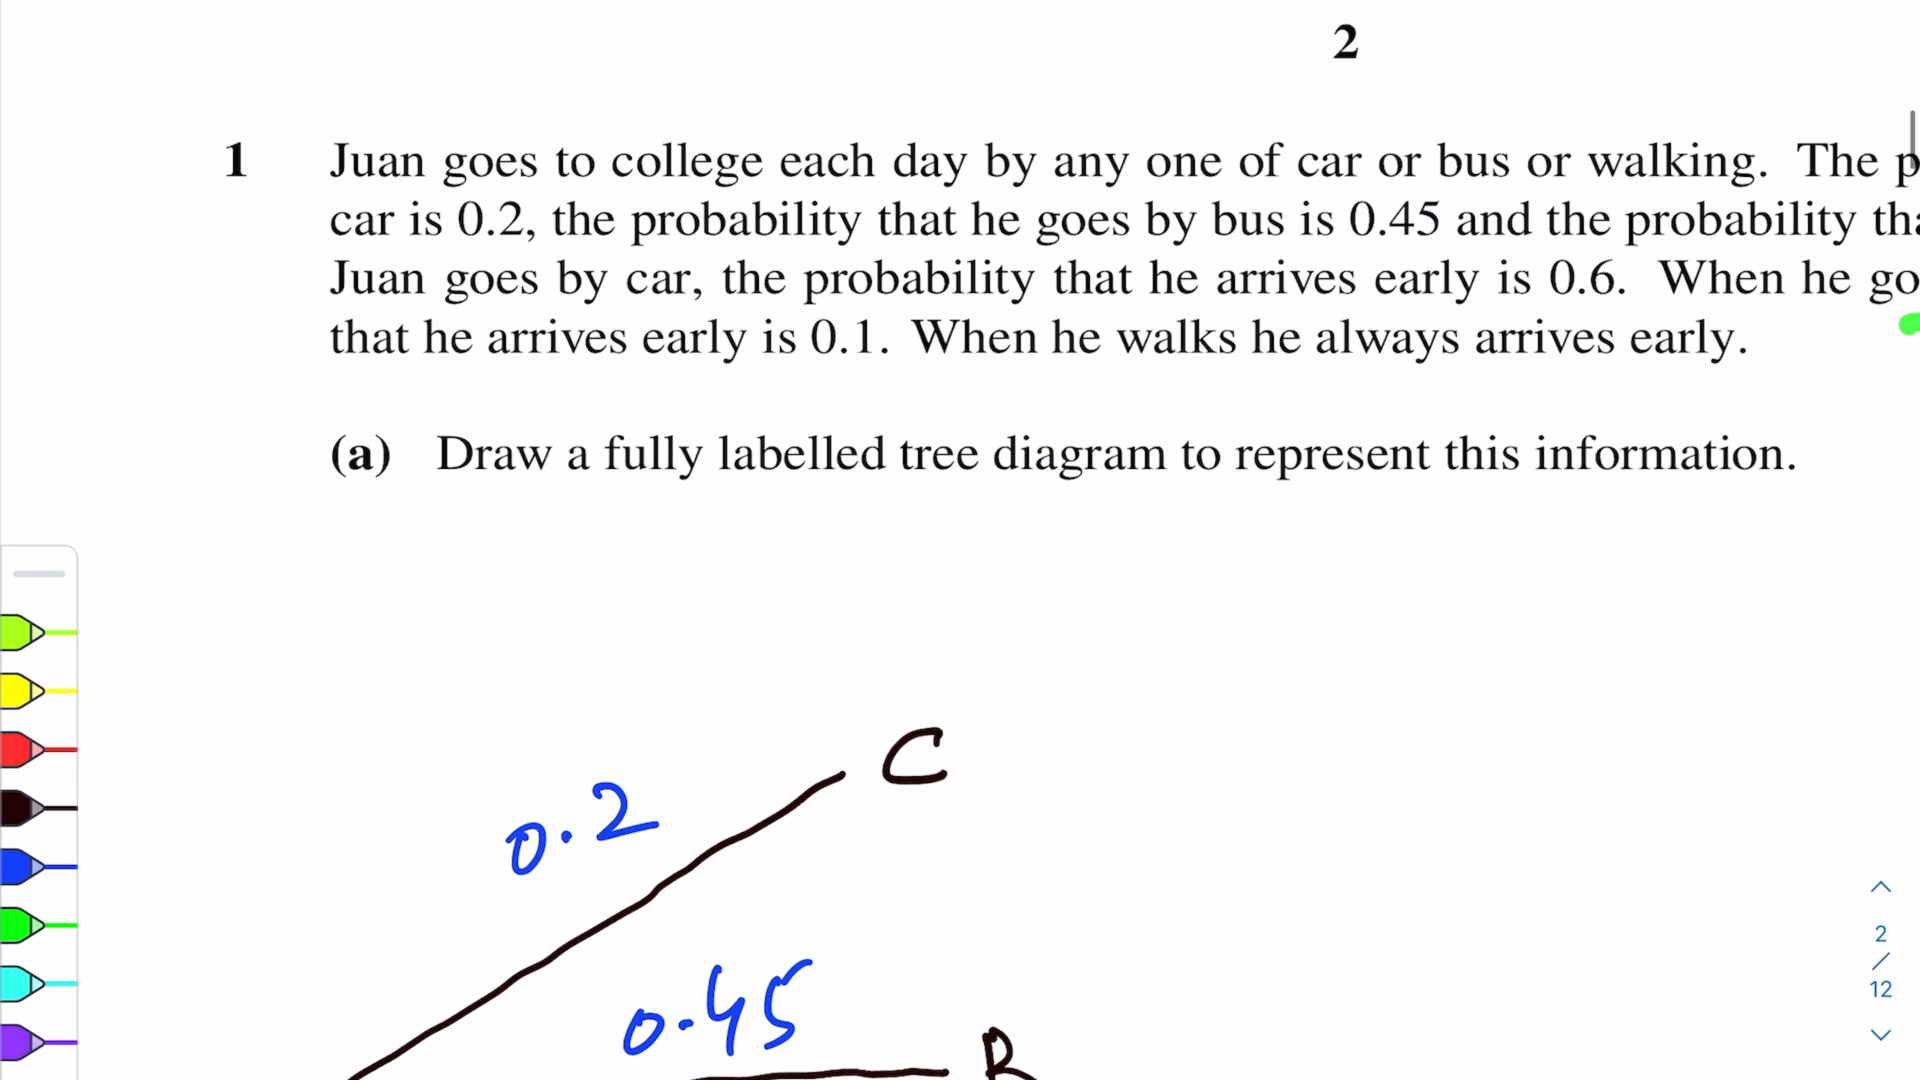 2
1 Juan goes to college each day by any one of car or bus or walking. The
car is 0.2, the probability that he goes by bus is 0.45 and the probability
Juan goes by car, the probability that he arrives early is 0.6. When he
that he arrives early is 0.1. When he walks he always arrives early.
(a) Draw a fully labelled tree diagram to represent this information.
C
0.2
0.45
B
2
/
12